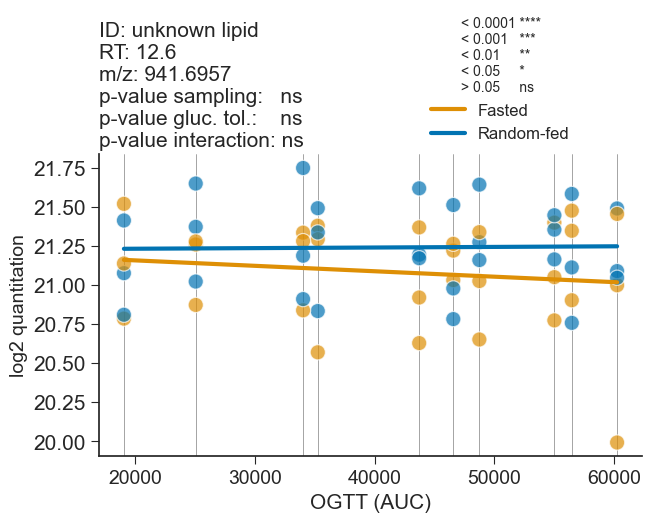 ID: unknown lipid
RT: 12.6
m/z: 941.6957
p-value sampling: ns
p-value gluc. tol.: ns
p-value interaction: ns
< 0.0001 ****
< 0.001 ***
< 0.01 **
< 0.05 *
> 0.05 ns
Fasted
Random-fed
log2 quantitation
21.75
21.50
21.25
21.00
20.75
20.50
20.25
20.00
20000 30000 40000 50000 60000
OGTT (AUC)